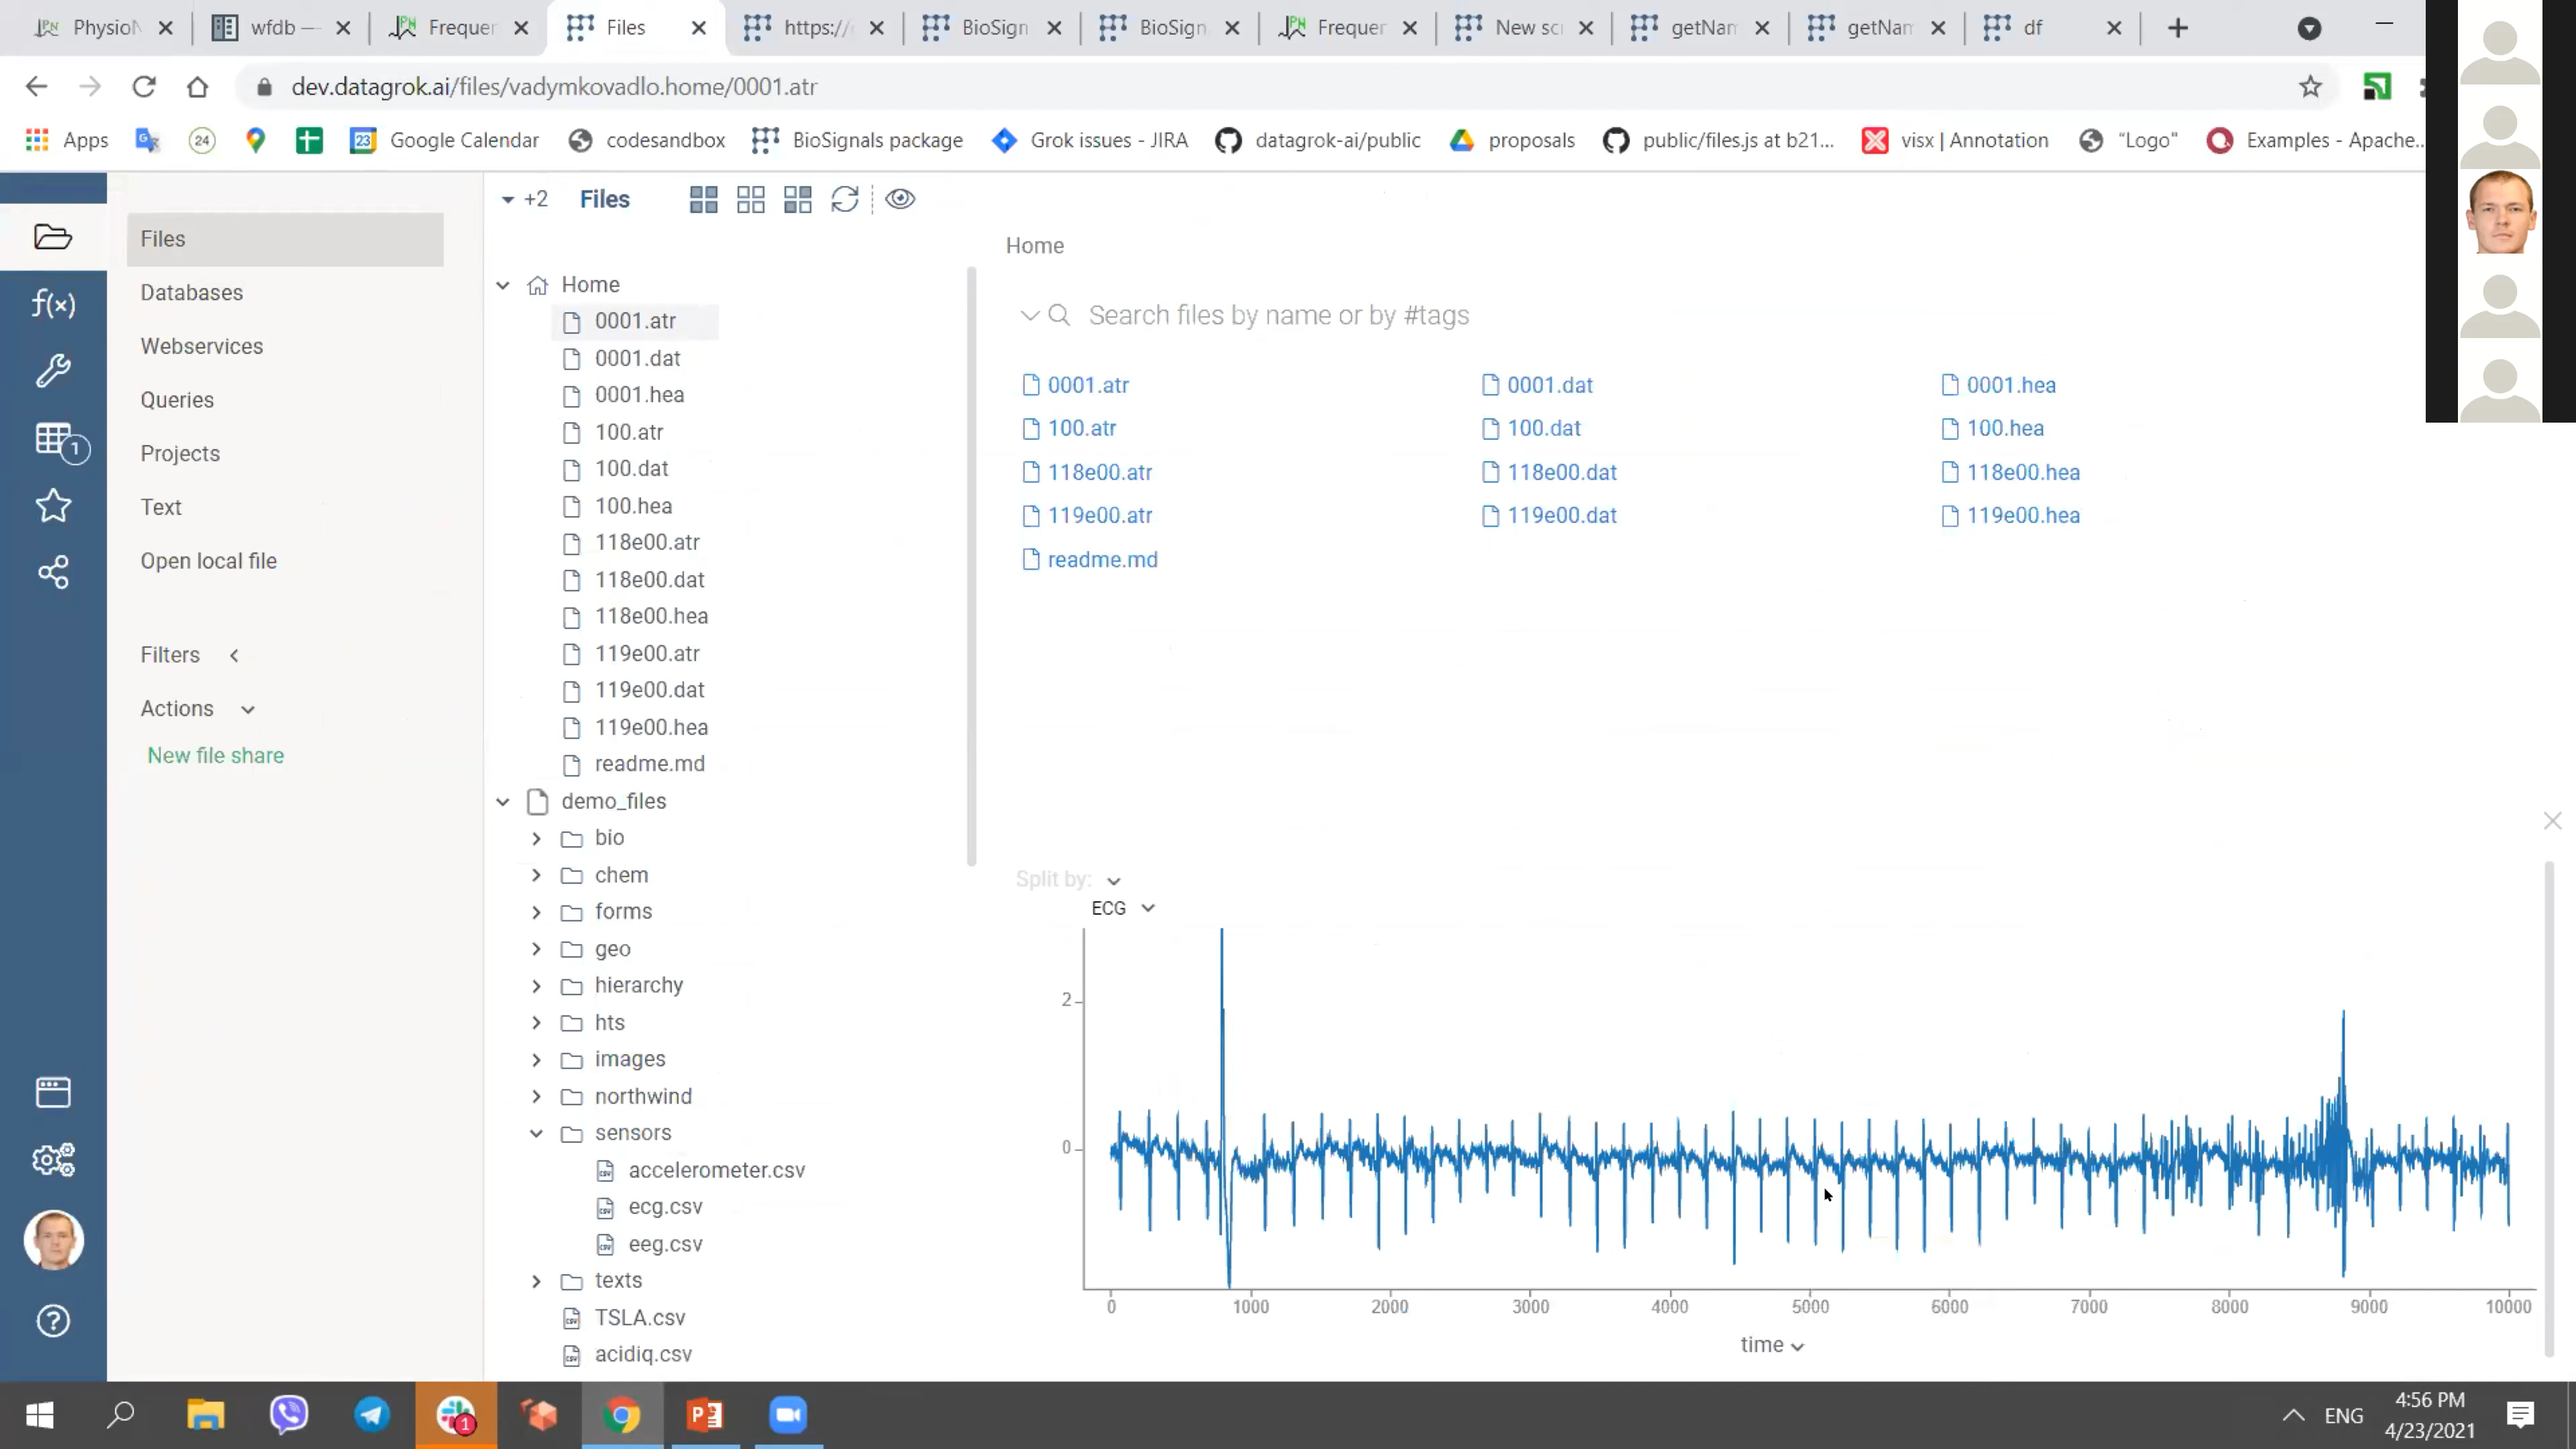 Physio wfdb — Frequer Files https:// BioSign BioSign Frequer New sc getNam getNam df
dev.datagrok.ai/files/vadymkovadlo.home/0001.atr
Apps 24 23 Google Calendar codesandbox BioSignals package Grok issues - JIRA datagrok-ai/public proposals public/files.js at b21... visx | Annotation "Logo" Examples - Apache...
+2 Files
Files
Databases
Webservices
Queries
Projects
Text
Open local file
Filters
Actions
New file share
f(x)
1
Home
0001.atr
0001.dat
0001.hea
100.atr
100.dat
100.hea
118e00.atr
118e00.dat
118e00.hea
119e00.atr
119e00.dat
119e00.hea
readme.md
demo_files
bio
chem
forms
geo
hierarchy
hts
images
northwind
sensors
accelerometer.csv
ecg.csv
eeg.csv
texts
TSLA.csv
acidiq.csv
Home
Search files by name or by #tags
0001.atr 0001.dat 0001.hea
100.atr 100.dat 100.hea
118e00.atr 118e00.dat 118e00.hea
119e00.atr 119e00.dat 119e00.hea
readme.md
Split by:
ECG
2
0
0 1000 2000 3000 4000 5000 6000 7000 8000 9000 10000
time
1
ENG
4:56 PM
4/23/2021